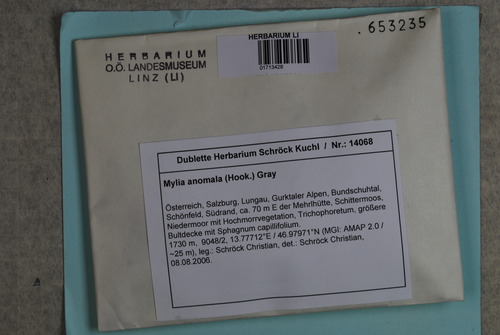 HERBARIUM
O.Ö. LANDESMUSEUM
LINZ (LI)
HERBARIUM LI
01713428
.653235
Dublette Herbarium Schröck Kuchl / Nr.: 14068
Mylia anomala (Hook.) Gray
Österreich, Salzburg, Lungau, Gurktaler Alpen, Bundschuhtal,
Schönfeld, Südrand, ca. 70 m E der Mehrlhütte, Schittermoos,
Niedermoor mit Hochmorrvegetation, Trichophoretum, größere
Bultdecke mit Sphagnum capillifolium.
1730 m, 9048/2, 13.77712°E / 46.97971°N (MGI: AMAP 2.0 /
~25 m), leg.: Schröck Christian, det.: Schröck Christian,
08.08.2006.